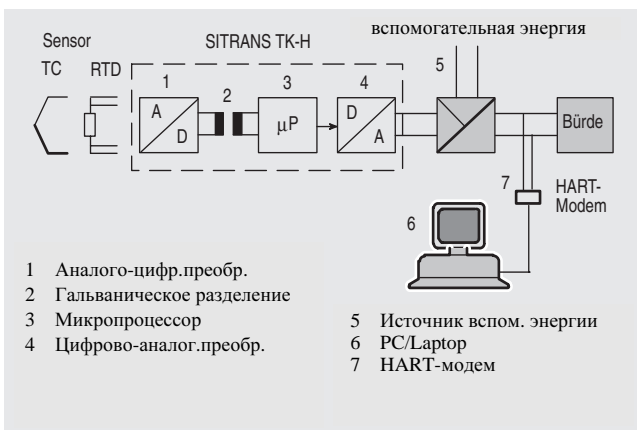 вспомогательная энергия
Sensor SITRANS TK-H
TC RTD
1 2 3 4 5
A
D
µP
D
A
Bürde
7 HART-
Modem
6
1 Аналого-цифр.преобр.
2 Гальваническое разделение
3 Микропроцессор
4 Цифрово-аналог.преобр.
5 Источник вспом. энергии
6 PC/Laptop
7 HART-модем